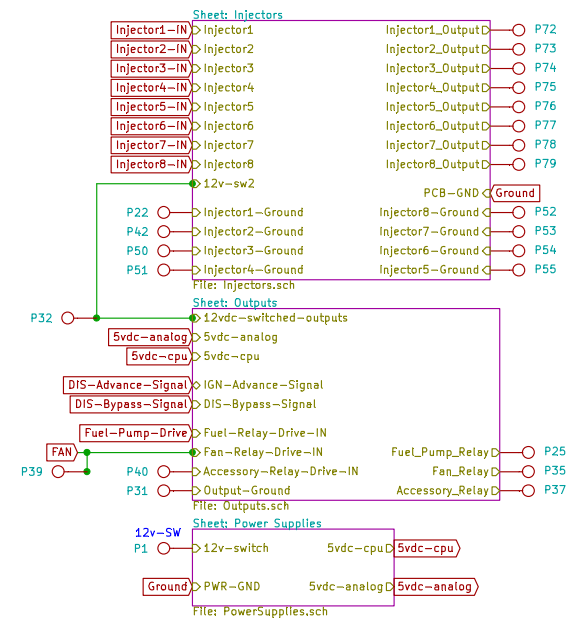 Sheet: Injectors
Injector1-IN Injector1 Injector1_Output P72
Injector2-IN Injector2 Injector2_Output P73
Injector3-IN Injector3 Injector3_Output P74
Injector4-IN Injector4 Injector4_Output P75
Injector5-IN Injector5 Injector5_Output P76
Injector6-IN Injector6 Injector6_Output P77
Injector7-IN Injector7 Injector7_Output P78
Injector8-IN Injector8 Injector8_Output P79
12v-sw2
PCB-GND Ground
P22 Injector1-Ground Injector8-Ground P52
P42 Injector2-Ground Injector7-Ground P53
P50 Injector3-Ground Injector6-Ground P54
P51 Injector4-Ground Injector5-Ground P55
File: Injectors.sch
Sheet: Outputs
P32 12vdc-switched-outputs
5vdc-analog 5vdc-analog
5vdc-cpu 5vdc-cpu
DIS-Advance-Signal IGN-Advance-Signal
DIS-Bypass-Signal DIS-Bypass-Signal
Fuel-Pump-Drive Fuel-Relay-Drive-IN
FAN Fan-Relay-Drive-IN Fuel_Pump_Relay P25
P39 P40 Accessory-Relay-Drive-IN Fan_Relay P35
P31 Output-Ground Accessory_Relay P37
File: Outputs.sch
Sheet: Power Supplies
12v-SW
P1 12v-switch 5vdc-cpu 5vdc-cpu
Ground PWR-GND 5vdc-analog 5vdc-analog
File: PowerSupplies.sch